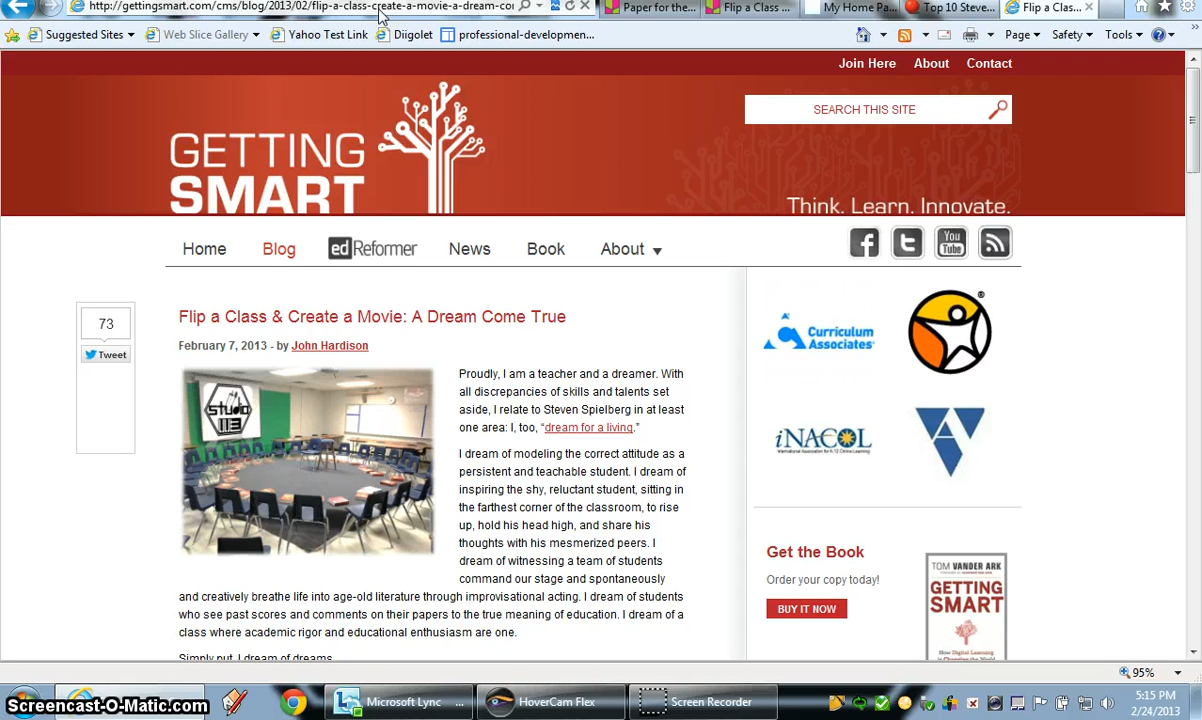 http://gettingsmart.com/cms/blog/2013/02/flip-a-class-create-a-movie-a-dream-co
Paper for the...
Flip a Class ...
My Home Pa...
Top 10 Steve...
Flip a Clas...
Suggested Sites
Web Slice Gallery
Yahoo Test Link
Diigolet
professional-developmen...
Page
Safety
Tools
Join Here
About
Contact
SEARCH THIS SITE
GETTING
SMART
Think. Learn. Innovate.
Home
Blog
edReformer
News
Book
About
You
Tube
73
Tweet
Flip a Class & Create a Movie: A Dream Come True
February 7, 2013 - by John Hardison
studio
113
Proudly, I am a teacher and a dreamer. With
all discrepancies of skills and talents set
aside, I relate to Steven Spielberg in at least
one area: I, too, “dream for a living.”
I dream of modeling the correct attitude as a
persistent and teachable student. I dream of
inspiring the shy, reluctant student, sitting in
the farthest corner of the classroom, to rise
up, hold his head high, and share his
thoughts with his mesmerized peers. I
dream of witnessing a team of students
command our stage and spontaneously
and creatively breathe life into age-old literature through improvisational acting. I dream of students
who see past scores and comments on their papers to the true meaning of education. I dream of a
class where academic rigor and educational enthusiasm are one.
Simply put, I dream of dreams
Curriculum
Associates
iNACOL
International Association for K-12 Online Learning
Get the Book
Order your copy today!
BUY IT NOW
TOM VANDER ARK
GETTING
SMART
How Digital Learning
is Changing the World
95%
Screencast-O-Matic.com
Microsoft Lync
HoverCam Flex
Screen Recorder
5:15 PM
2/24/2013